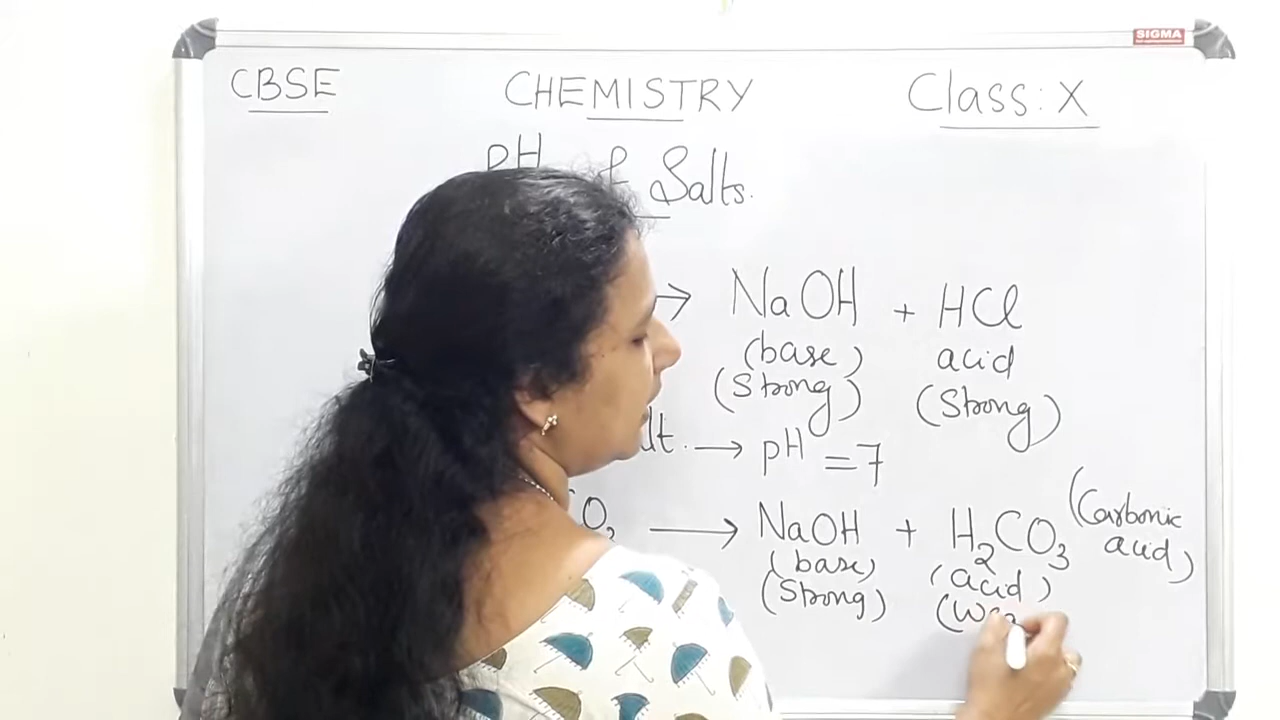 SIGMA
CBSE CHEMISTRY Class: X
pH & Salts.
→ NaOH + HCl
(base) acid
(Strong) (Strong)
→ pH = 7
⟶ NaOH + H2CO3 (Carbonic acid)
(base) (acid)
(Strong)